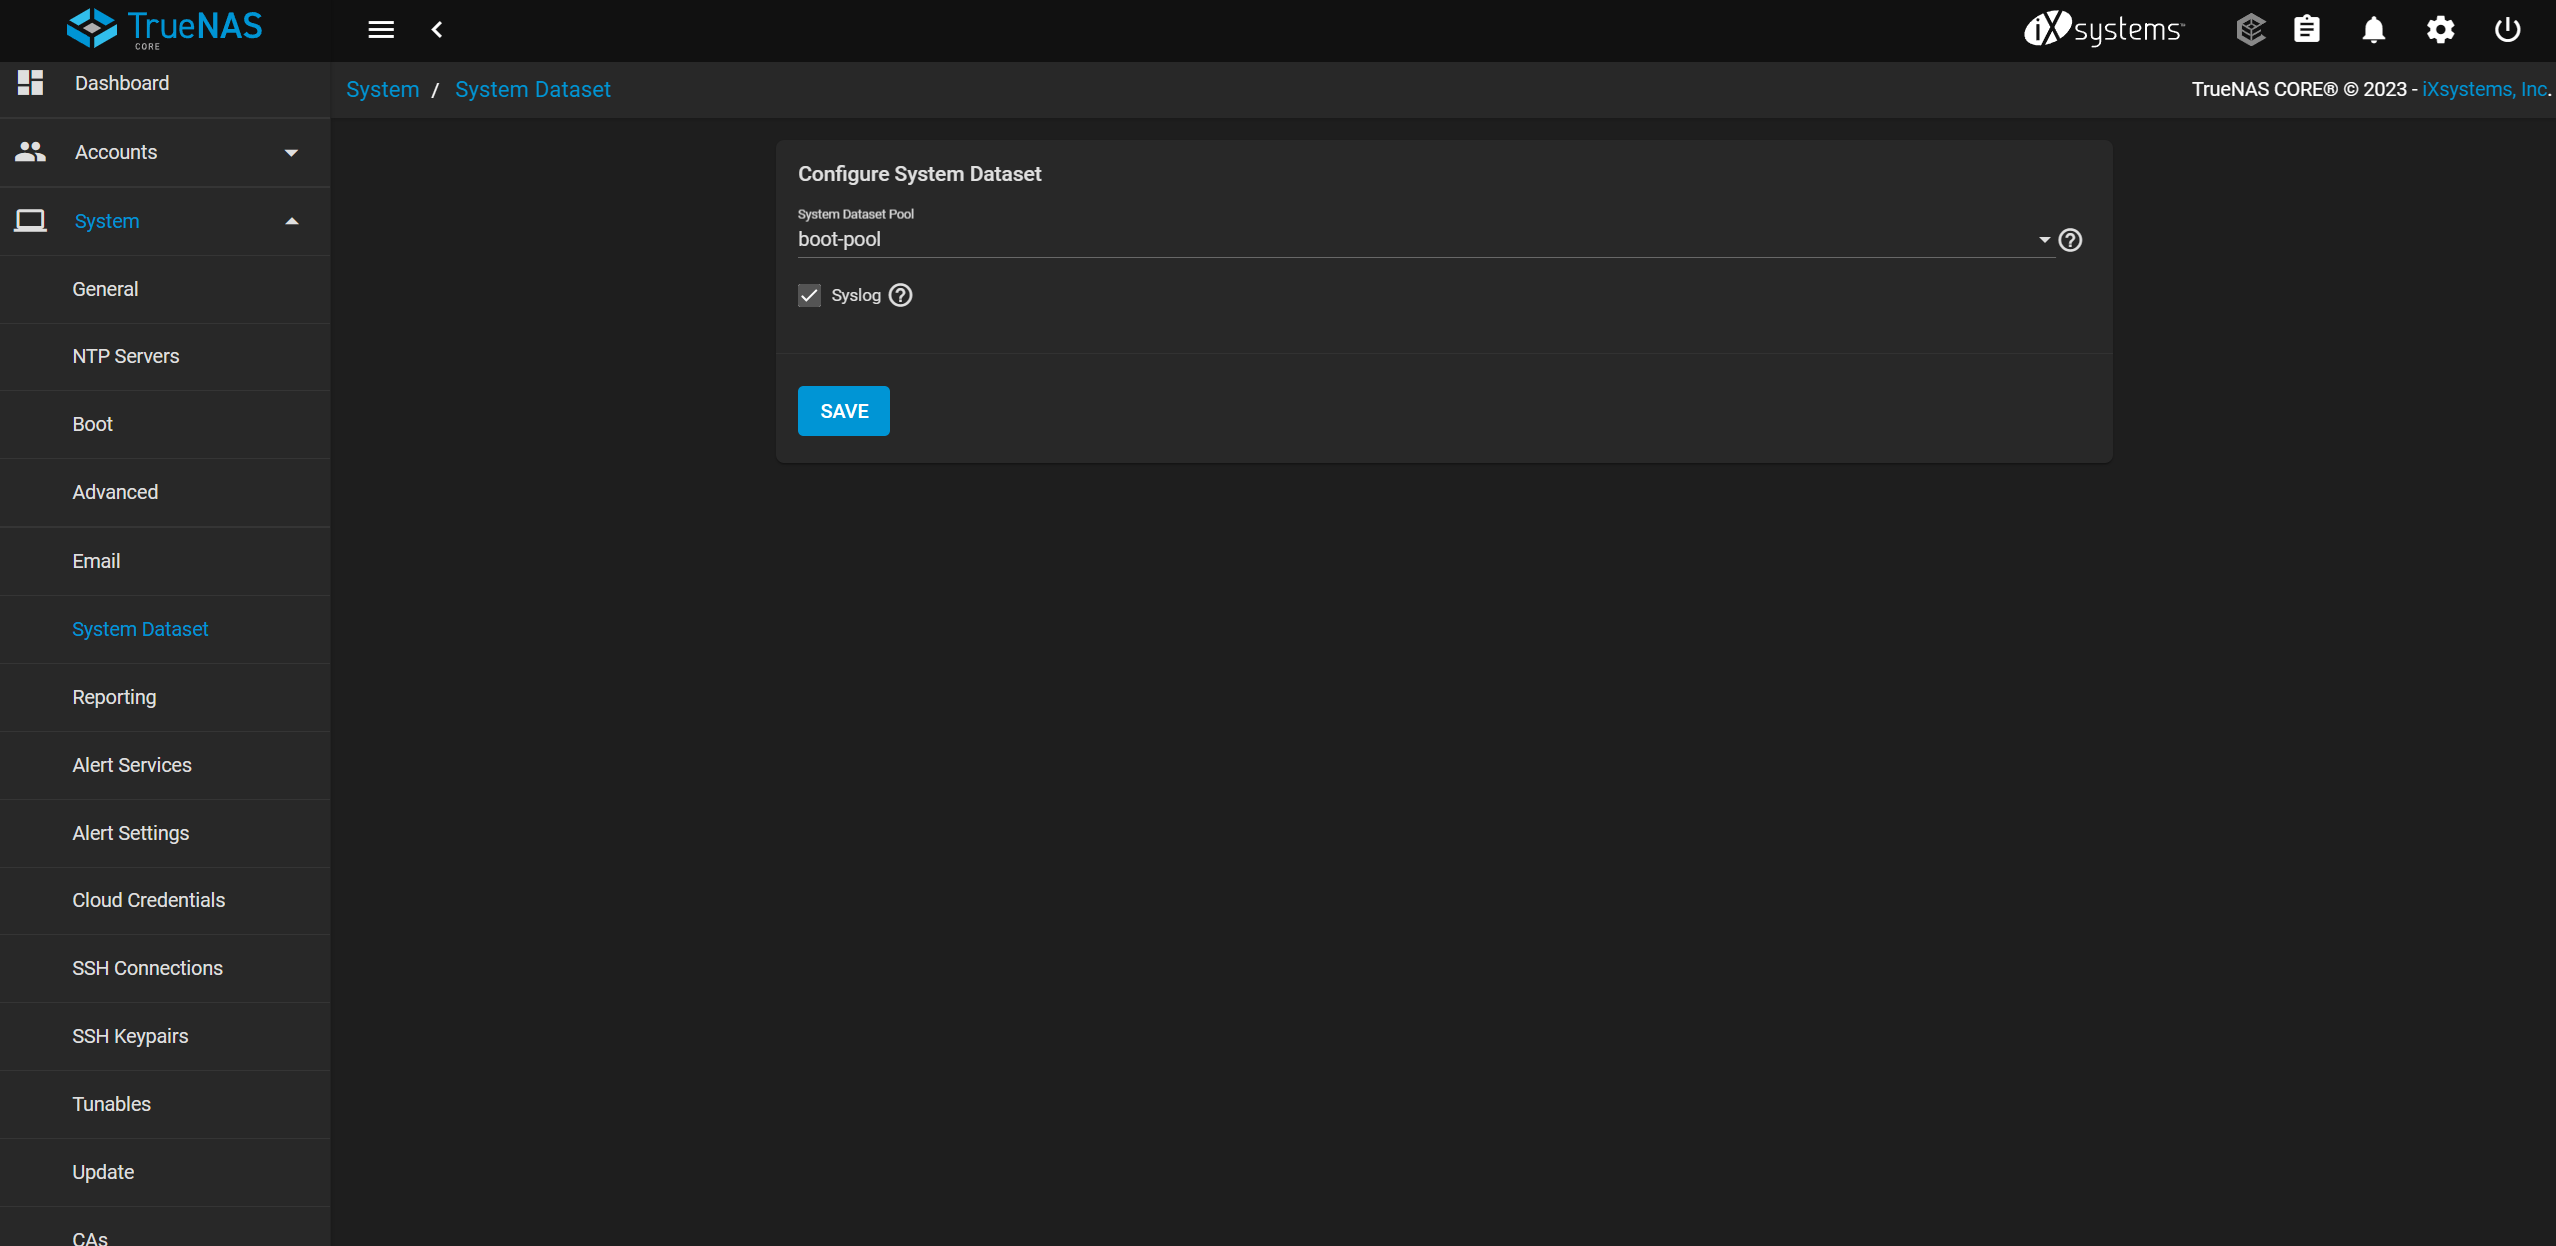 TrueNAS
CORE
iXsystems™
Dashboard
System / System Dataset
TrueNAS CORE® © 2023 - iXsystems, Inc.
Accounts
System
General
NTP Servers
Boot
Advanced
Email
System Dataset
Reporting
Alert Services
Alert Settings
Cloud Credentials
SSH Connections
SSH Keypairs
Tunables
Update
CAs
Configure System Dataset
System Dataset Pool
boot-pool
Syslog
SAVE